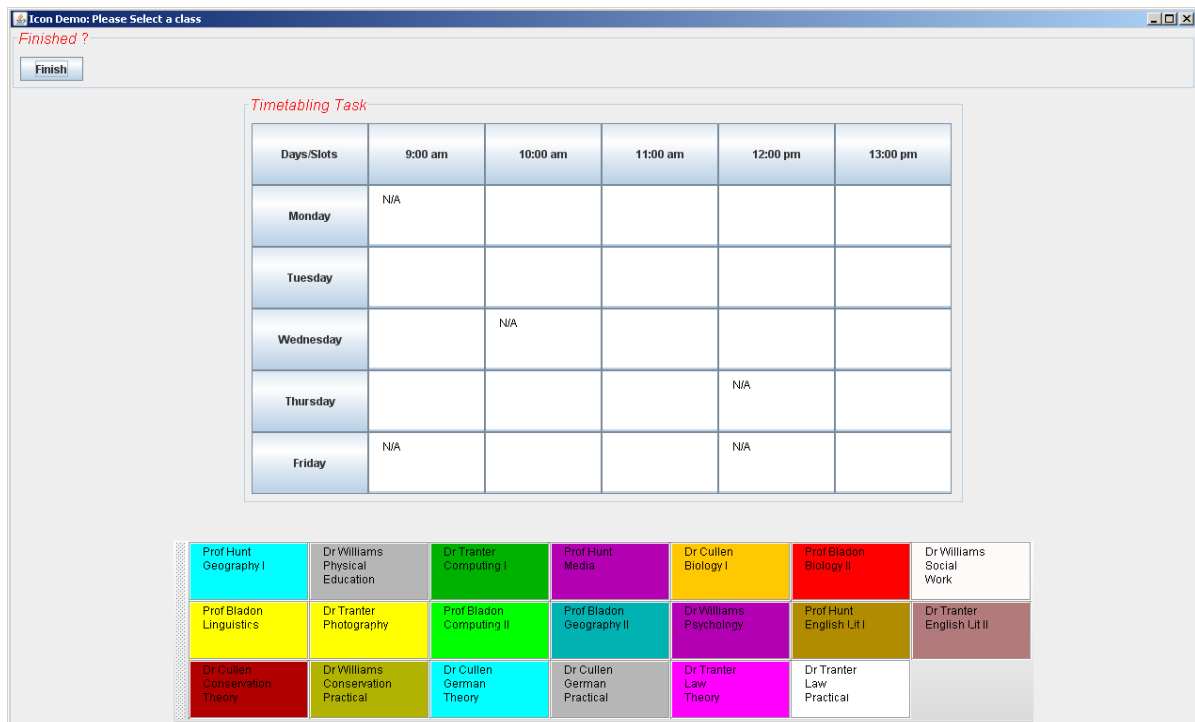 Icon Demo: Please Select a class
Finished ?
Finish
Timetabling Task
Days/Slots 9:00 am 10:00 am 11:00 am 12:00 pm 13:00 pm
Monday N/A
Tuesday
Wednesday N/A
Thursday N/A
Friday N/A N/A
Prof Hunt
Geography I
Dr Williams
Physical
Education
Dr Tranter
Computing I
Prof Hunt
Media
Dr Cullen
Biology I
Prof Bladon
Biology II
Dr Williams
Social
Work
Prof Bladon
Linguistics
Dr Tranter
Photography
Prof Bladon
Computing II
Prof Bladon
Geography II
Dr Williams
Psychology
Prof Hunt
English Lit I
Dr Tranter
English Lit II
Dr Cullen
Conservation
Theory
Dr Williams
Conservation
Practical
Dr Cullen
German
Theory
Dr Cullen
German
Practical
Dr Tranter
Law
Theory
Dr Tranter
Law
Practical